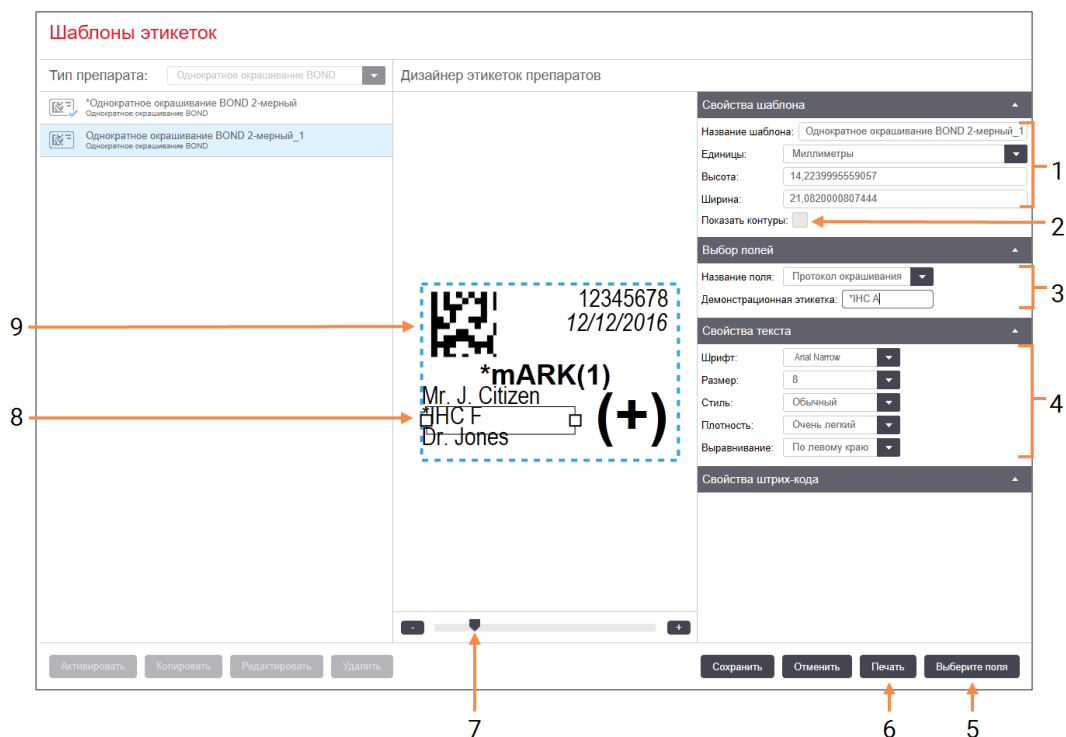 Шаблоны этикеток
Тип препарата: Однократное окрашивание BOND
Дизайнер этикеток препаратов
*Однократное окрашивание BOND 2-мерный
Однократное окрашивание BOND
Однократное окрашивание BOND 2-мерный_1
Однократное окрашивание BOND
12345678
12/12/2016
*mARK(1)
Mr. J. Citizen
*IHC F
(+)
Dr. Jones
- +
Свойства шаблона
Название шаблона: Однократное окрашивание BOND 2-мерный_1
Единицы: Миллиметры
Высота: 14,2239995559057
Ширина: 21,0820000807444
Показать контуры:
Выбор полей
Название поля: Протокол окрашивания
Демонстрационная этикетка: *IHC A
Свойства текста
Шрифт: Arial Narrow
Размер: 8
Стиль: Обычный
Плотность: Очень легкий
Выравнивание: По левому краю
Свойства штрих-кода
Активировать Копировать Редактировать Удалить
Сохранить Отменить Печать Выберите поля
1
2
3
4
5
6
7
8
9